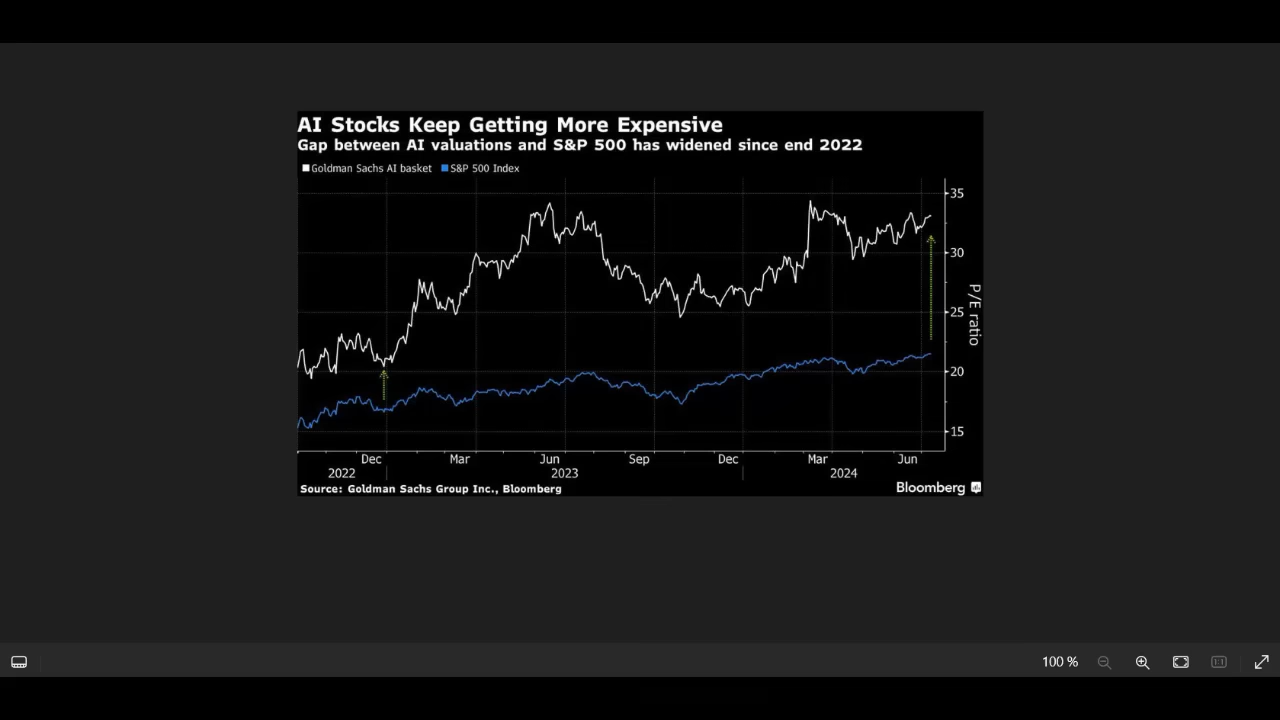 AI Stocks Keep Getting More Expensive
Gap between AI valuations and S&P 500 has widened since end 2022
Goldman Sachs AI basket S&P 500 Index
35
30
25
20
15
P/E ratio
Dec Mar Jun Sep Dec Mar Jun
2022 2023 2024
Source: Goldman Sachs Group Inc., Bloomberg
Bloomberg
100 %
1:1